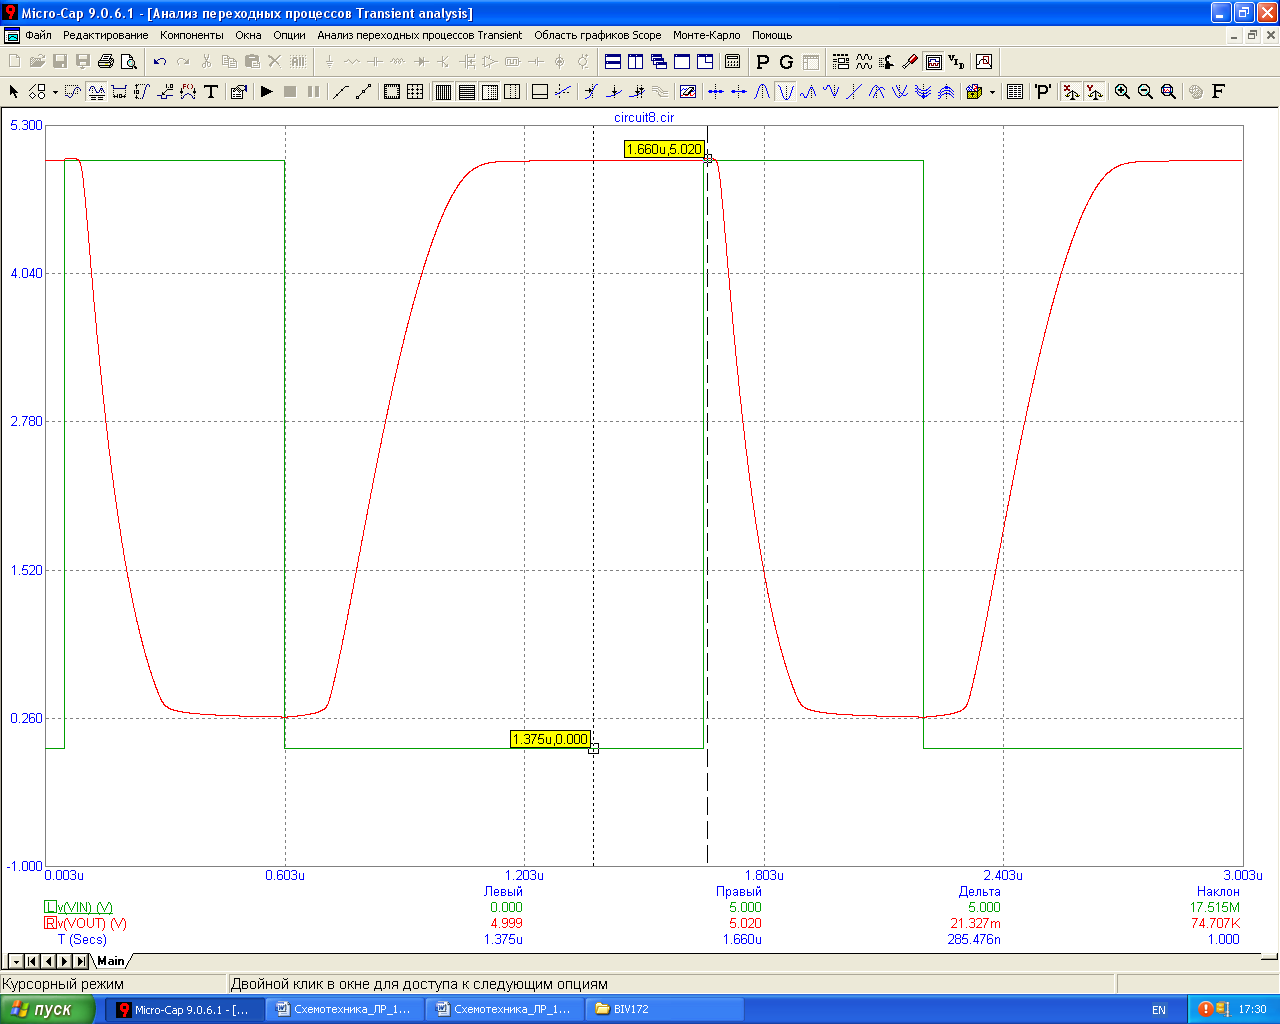 Micro-Cap 9.0.6.1 - [Анализ переходных процессов Transient analysis]
Файл Редактирование Компоненты Окна Опции Анализ переходных процессов Transient Область графиков Scope Монте-Карло Помощь
circuit8.cir
5.300
1.660u,5.020
4.040
2.780
1.520
0.260
1.375u,0.000
-1.000
0.003u 0.603u 1.203u 1.803u 2.403u 3.003u
Левый Правый Дельта Наклон
L v(VIN) (V) 0.000 5.000 5.000 17.515M
R v(VOUT) (V) 4.999 5.020 21.327m 74.707K
T (Secs) 1.375u 1.660u 285.476n 1.000
Main
Курсорный режим Двойной клик в окне для доступа к следующим опциям
пуск Micro-Cap 9.0.6.1 - [... Схемотехника_ЛР_1... Схемотехника_ЛР_1... BIV172 EN 17:30